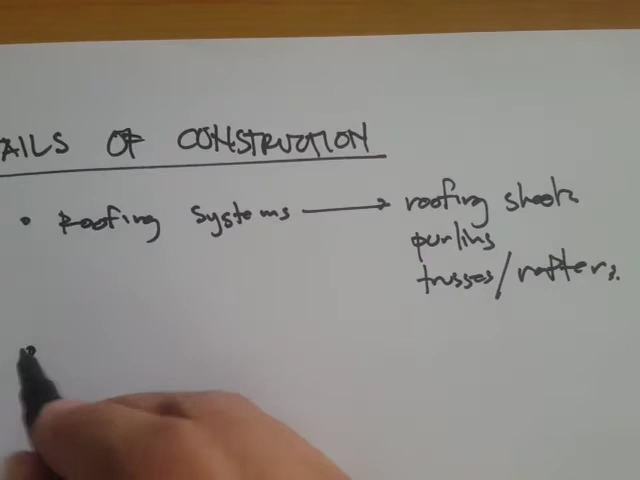 AILS OF CONSTRUCTION
• Roofing Systems → roofing sheets
purlins
trusses/rafters.
•